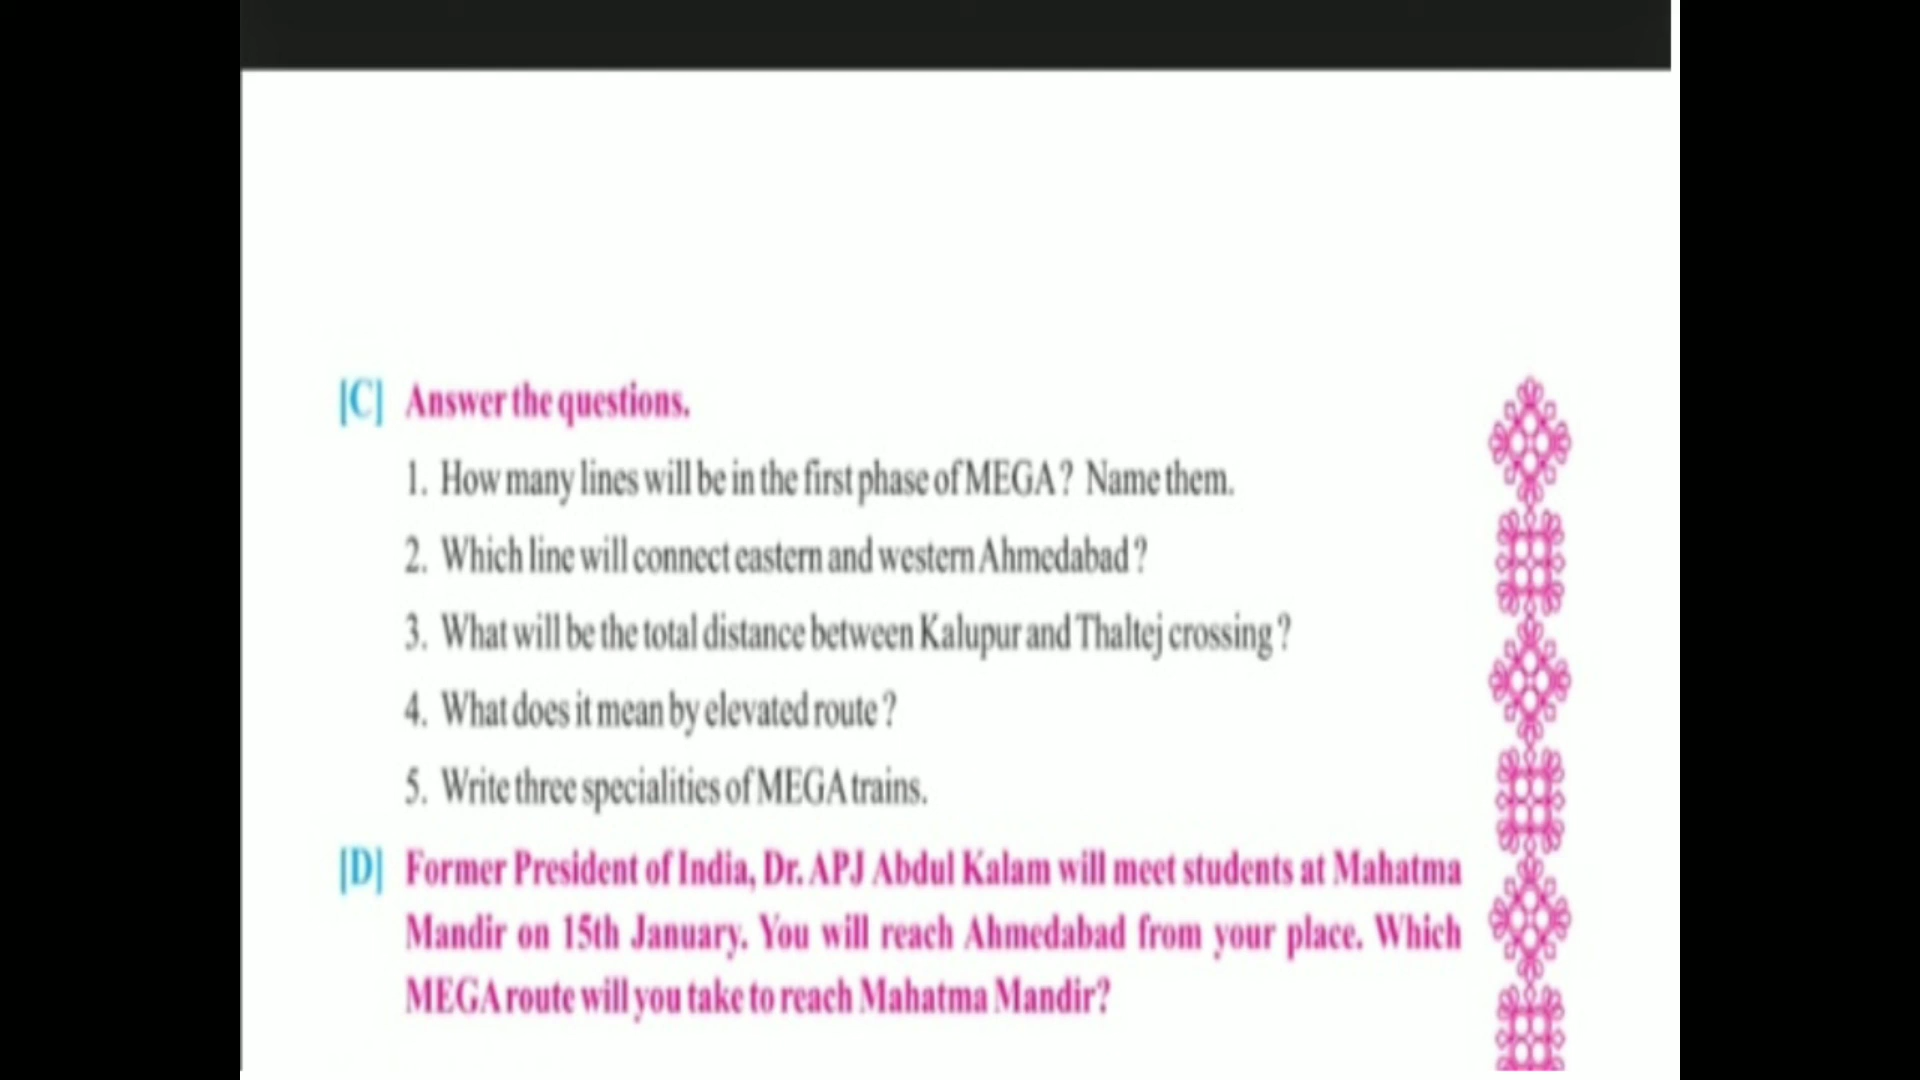 [C] Answer the questions.
1. How many lines will be in the first phase of MEGA? Name them.
2. Which line will connect eastern and western Ahmedabad?
3. What will be the total distance between Kalupur and Thaltej crossing?
4. What does it mean by elevated route?
5. Write three specialities of MEGA trains.
[D] Former President of India, Dr. APJ Abdul Kalam will meet students at Mahatma
Mandir on 15th January. You will reach Ahmedabad from your place. Which
MEGA route will you take to reach Mahatma Mandir?